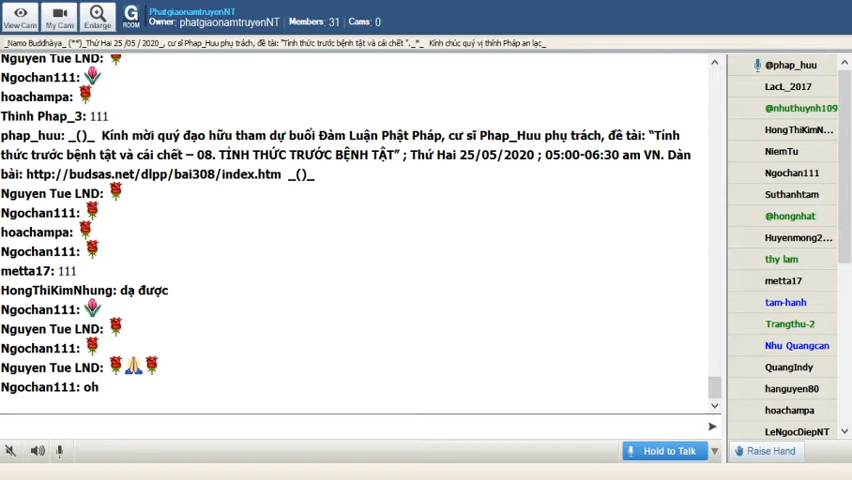 View Cam
My Cam
Enlarge
G
ROOM
PhatgiaonamtruyenNT
Owner: phatgiaonamtruyenNT Members: 31 Cams: 0
_Namo Buddhàya_ (**)_Thứ Hai 25 /05 / 2020_, cư sĩ Phap_Huu phụ trách, đề tài: "Tỉnh thức trước bệnh tật và cái chết "._*_ Kính chúc quý vị thính Pháp an lạc_
Nguyen Tue LND:
Ngochan111:
hoachampa:
Thinh Phap_3: 111
phap_huu: _()_ Kính mời quý đạo hữu tham dự buổi Đàm Luận Phật Pháp, cư sĩ Phap_Huu phụ trách, đề tài: “Tỉnh
thức trước bệnh tật và cái chết – 08. TỈNH THỨC TRƯỚC BỆNH TẬT” ; Thứ Hai 25/05/2020 ; 05:00-06:30 am VN. Dàn
bài: http://budsas.net/dlpp/bai308/index.htm _()_
Nguyen Tue LND:
Ngochan111:
hoachampa:
Ngochan111:
metta17: 111
HongThiKimNhung: dạ được
Ngochan111:
Nguyen Tue LND:
Ngochan111:
Nguyen Tue LND:
Ngochan111: oh
Hold to Talk
@phap_huu
LacL_2017
@nhuthuynh109
HongThiKimN...
NiemTu
Ngochan111
Suthanhtam
@hongnhat
Huyenmong2...
thy lam
metta17
tam-hanh
Trangthu-2
Nhu Quangcan
QuangIndy
hanguyen80
hoachampa
LeNgocDiepNT
Raise Hand